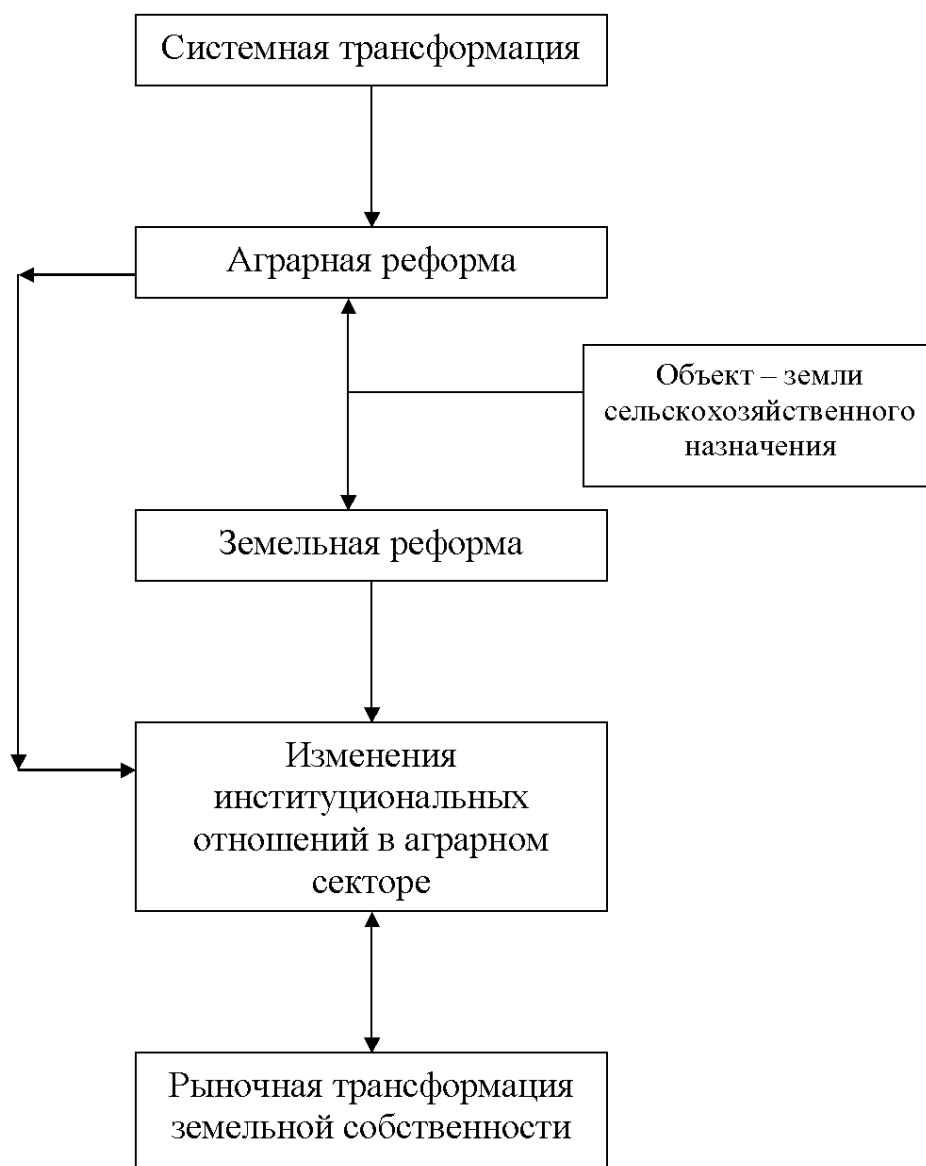 Системная трансформация
Аграрная реформа
Объект – земли
сельскохозяйственного
назначения
Земельная реформа
Изменения
институциональных
отношений в аграрном
секторе
Рыночная трансформация
земельной собственности